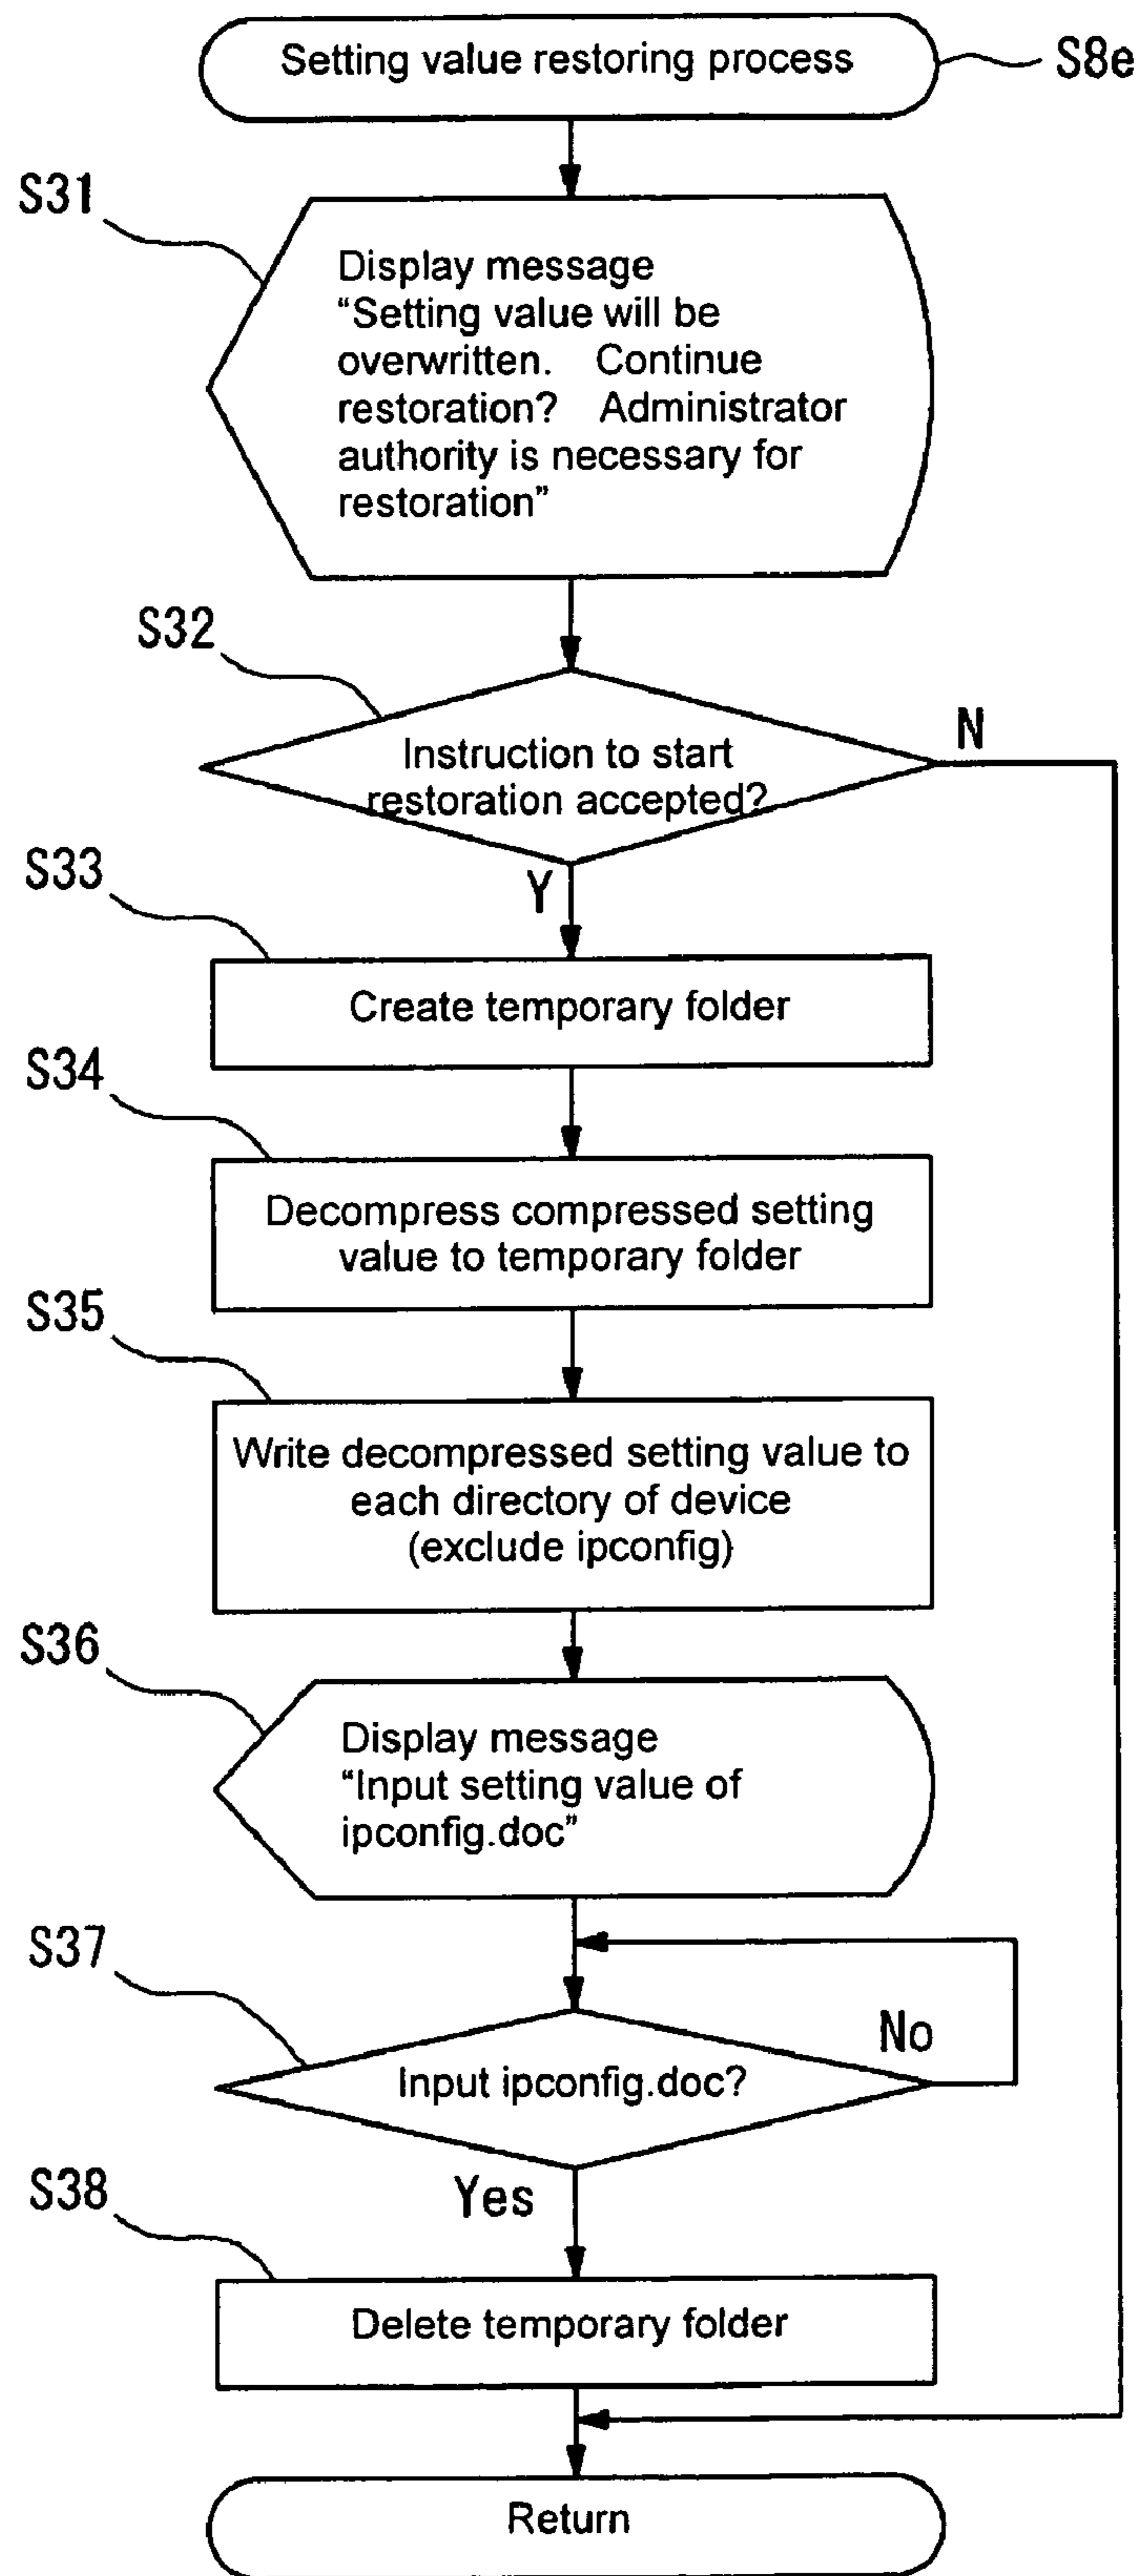 Setting value restoring process
S8e
S31
Display message
“Setting value will be
overwritten. Continue
restoration? Administrator
authority is necessary for
restoration”
S32
Instruction to start
restoration accepted?
N
Y
S33
Create temporary folder
S34
Decompress compressed setting
value to temporary folder
S35
Write decompressed setting value to
each directory of device
(exclude ipconfig)
S36
Display message
“Input setting value of
ipconfig.doc”
S37
Input ipconfig.doc?
No
Yes
S38
Delete temporary folder
Return